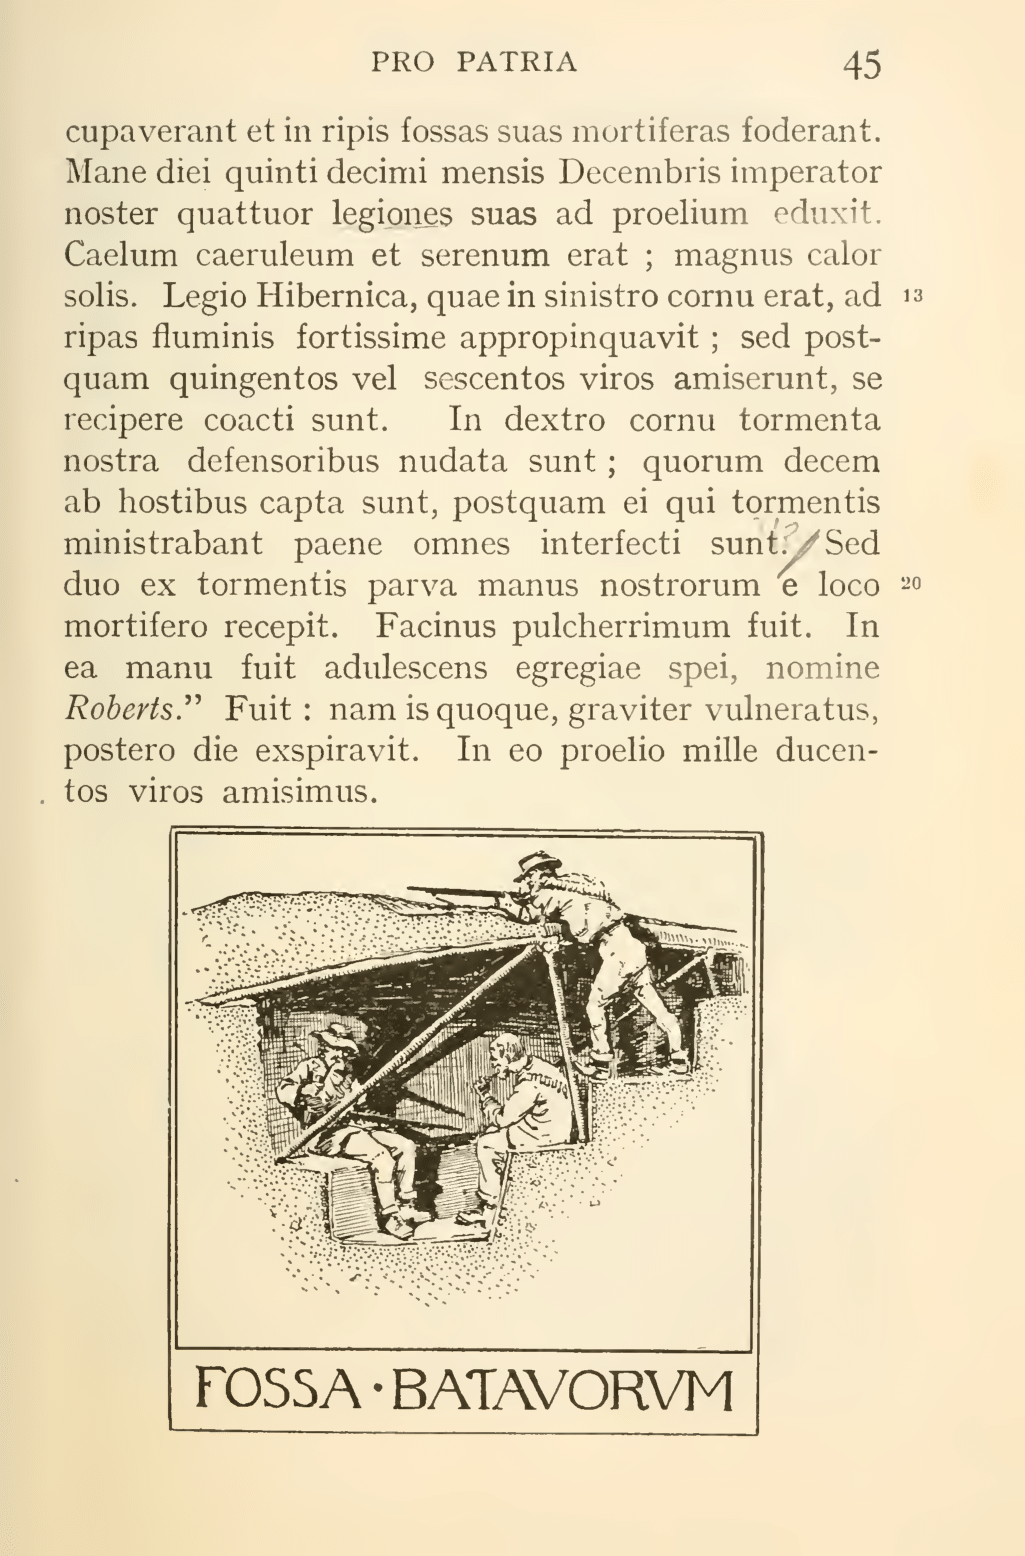 PRO PATRIA 45
cupaverant et in ripis fossas suas mortiferas foderant.
Mane diei quinti decimi mensis Decembris imperator
noster quattuor legiones suas ad proelium eduxit.
Caelum caeruleum et serenum erat ; magnus calor
solis. Legio Hibernica, quae in sinistro cornu erat, ad 13
ripas fluminis fortissime appropinquavit ; sed post-
quam quingentos vel sescentos viros amiserunt, se
recipere coacti sunt. In dextro cornu tormenta
nostra defensoribus nudata sunt ; quorum decem
ab hostibus capta sunt, postquam ei qui tormentis
ministrabant paene omnes interfecti sunt. Sed
duo ex tormentis parva manus nostrorum e loco 20
mortifero recepit. Facinus pulcherrimum fuit. In
ea manu fuit adulescens egregiae spei, nomine
Roberts.” Fuit : nam is quoque, graviter vulneratus,
postero die exspiravit. In eo proelio mille ducen-
tos viros amisimus.
FOSSA · BATAVORVM